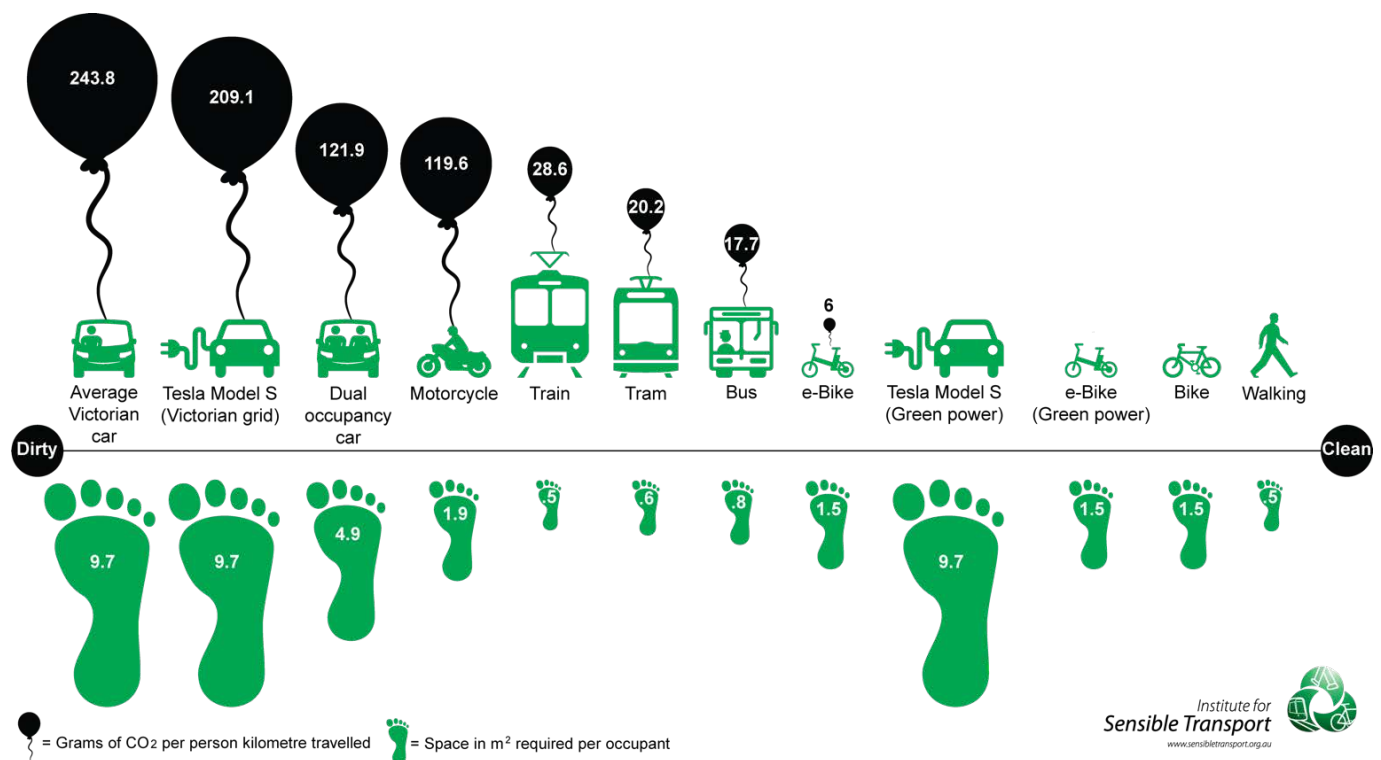 243.8
209.1
121.9
119.6
28.6
20.2
17.7
6
Average
Victorian
car
Tesla Model S
(Victorian grid)
Dual
occupancy
car
Motorcycle
Train
Tram
Bus
e-Bike
Tesla Model S
(Green power)
e-Bike
(Green power)
Bike
Walking
Dirty
Clean
9.7
9.7
4.9
1.9
.5
.6
.8
1.5
9.7
1.5
1.5
.5
= Grams of CO2 per person kilometre travelled
= Space in m² required per occupant
Institute for
Sensible Transport
www.sensibletransport.org.au